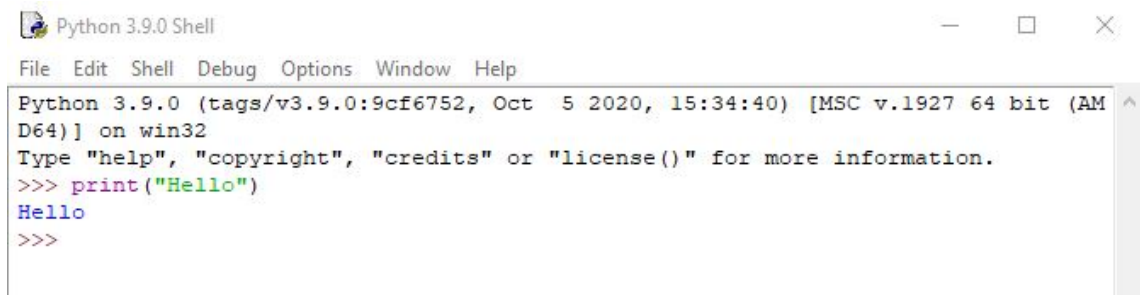 Python 3.9.0 Shell
File Edit Shell Debug Options Window Help
Python 3.9.0 (tags/v3.9.0:9cf6752, Oct  5 2020, 15:34:40) [MSC v.1927 64 bit (AM
D64)] on win32
Type "help", "copyright", "credits" or "license()" for more information.
>>> print("Hello")
Hello
>>>